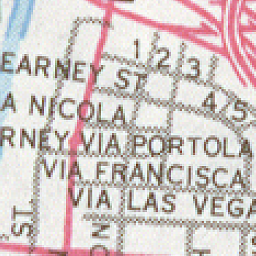 1 2 3
EARNEY ST
4/5
A NICOLA
RNEY VIA PORTOLA
VIA FRANCISCA
VIA LAS VEGA
ST.